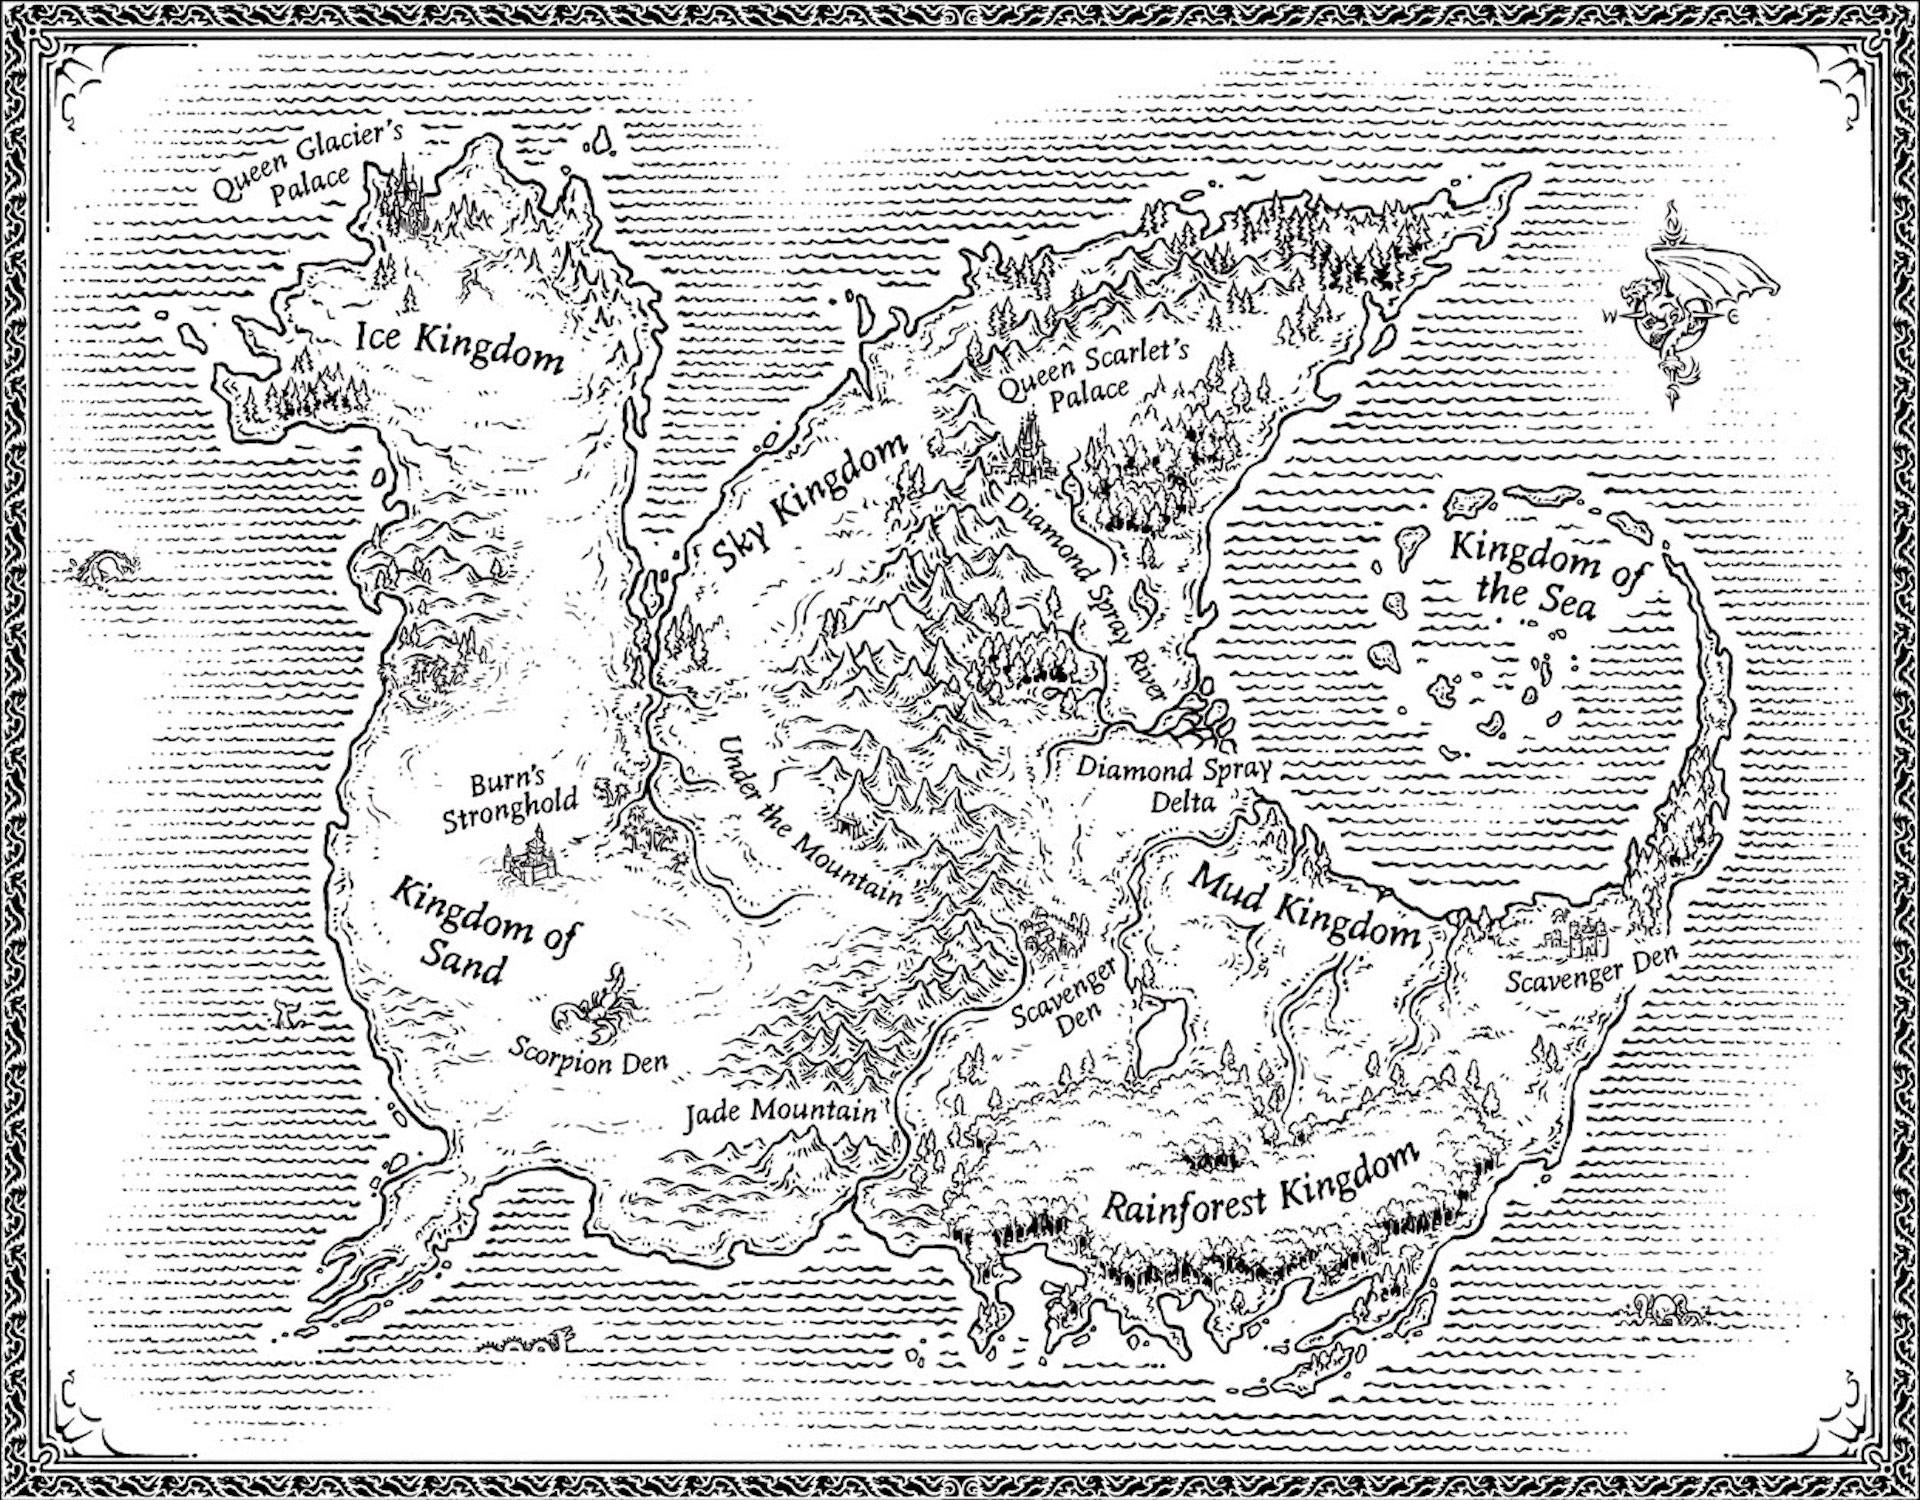 Queen Glacier's
Palace
Ice Kingdom
Queen Scarlet's
Palace
W
E
Sky Kingdom
Diamond Spray River
Kingdom of
the Sea
Under the Mountain
Burn's
Stronghold
Diamond Spray
Delta
Kingdom of
Sand
Mud Kingdom
Scavenger
Den
Scavenger Den
Scorpion Den
Jade Mountain
Rainforest Kingdom